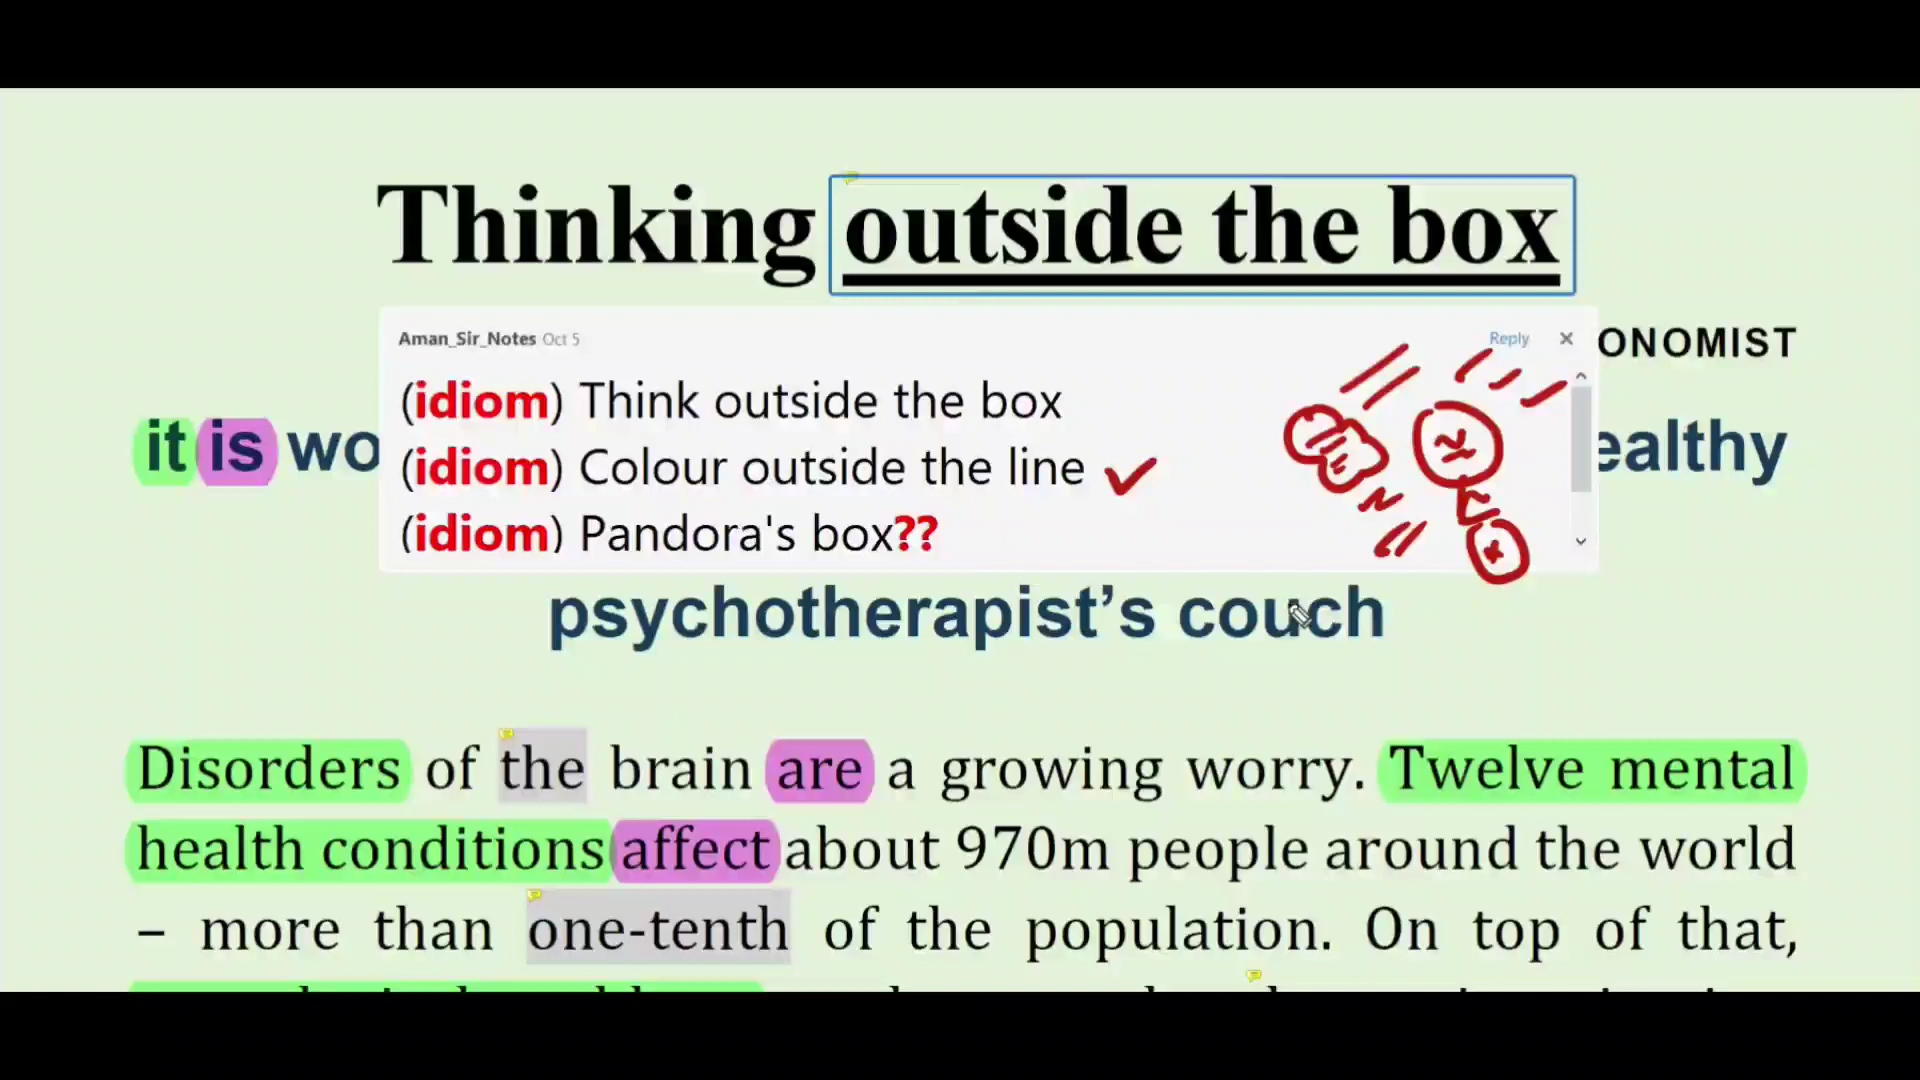 Thinking outside the box
Aman_Sir_Notes Oct 5 Reply
ONOMIST
(idiom) Think outside the box
it is wo
(idiom) Colour outside the line
ealthy
(idiom) Pandora's box??
psychotherapist’s couch
Disorders of the brain are a growing worry. Twelve mental
health conditions affect about 970m people around the world
– more than one-tenth of the population. On top of that,